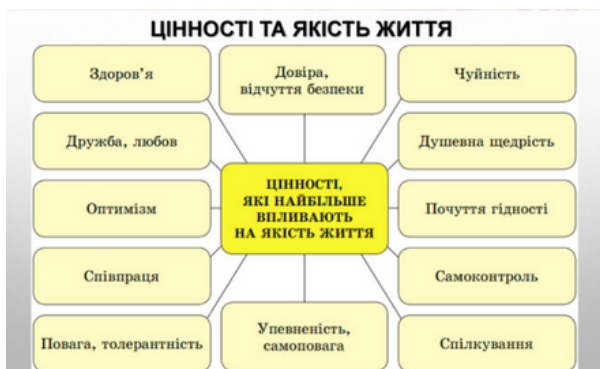 ЦІННОСТІ ТА ЯКІСТЬ ЖИТТЯ
Здоров’я
Довіра,
відчуття безпеки
Чуйність
Дружба, любов
Душевна щедрість
ЦІННОСТІ,
ЯКІ НАЙБІЛЬШЕ
ВПЛИВАЮТЬ
НА ЯКІСТЬ ЖИТТЯ
Оптимізм
Почуття гідності
Співпраця
Самоконтроль
Повага, толерантність
Упевненість,
самоповага
Спілкування